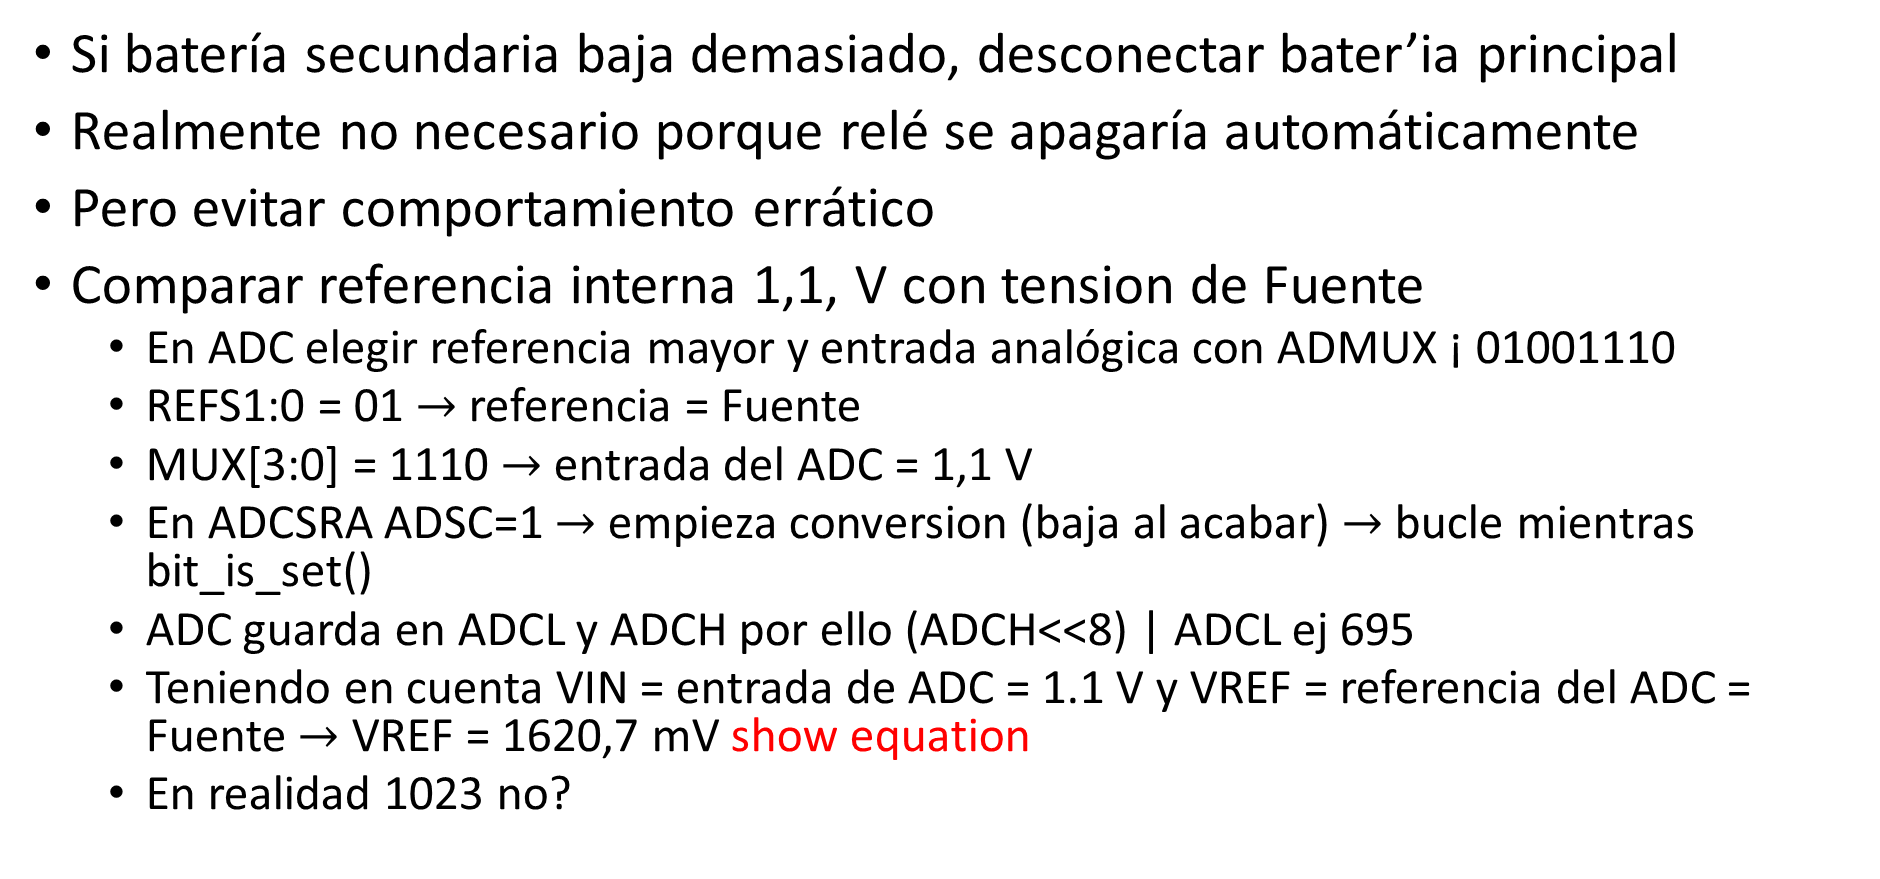 • Si batería secundaria baja demasiado, desconectar bater’ia principal
• Realmente no necesario porque relé se apagaría automáticamente
• Pero evitar comportamiento errático
• Comparar referencia interna 1,1, V con tension de Fuente
• En ADC elegir referencia mayor y entrada analógica con ADMUX ¡ 01001110
• REFS1:0 = 01 → referencia = Fuente
• MUX[3:0] = 1110 → entrada del ADC = 1,1 V
• En ADCSRA ADSC=1 → empieza conversion (baja al acabar) → bucle mientras
bit_is_set()
• ADC guarda en ADCL y ADCH por ello (ADCH<<8) | ADCL ej 695
• Teniendo en cuenta VIN = entrada de ADC = 1.1 V y VREF = referencia del ADC =
Fuente → VREF = 1620,7 mV show equation
• En realidad 1023 no?